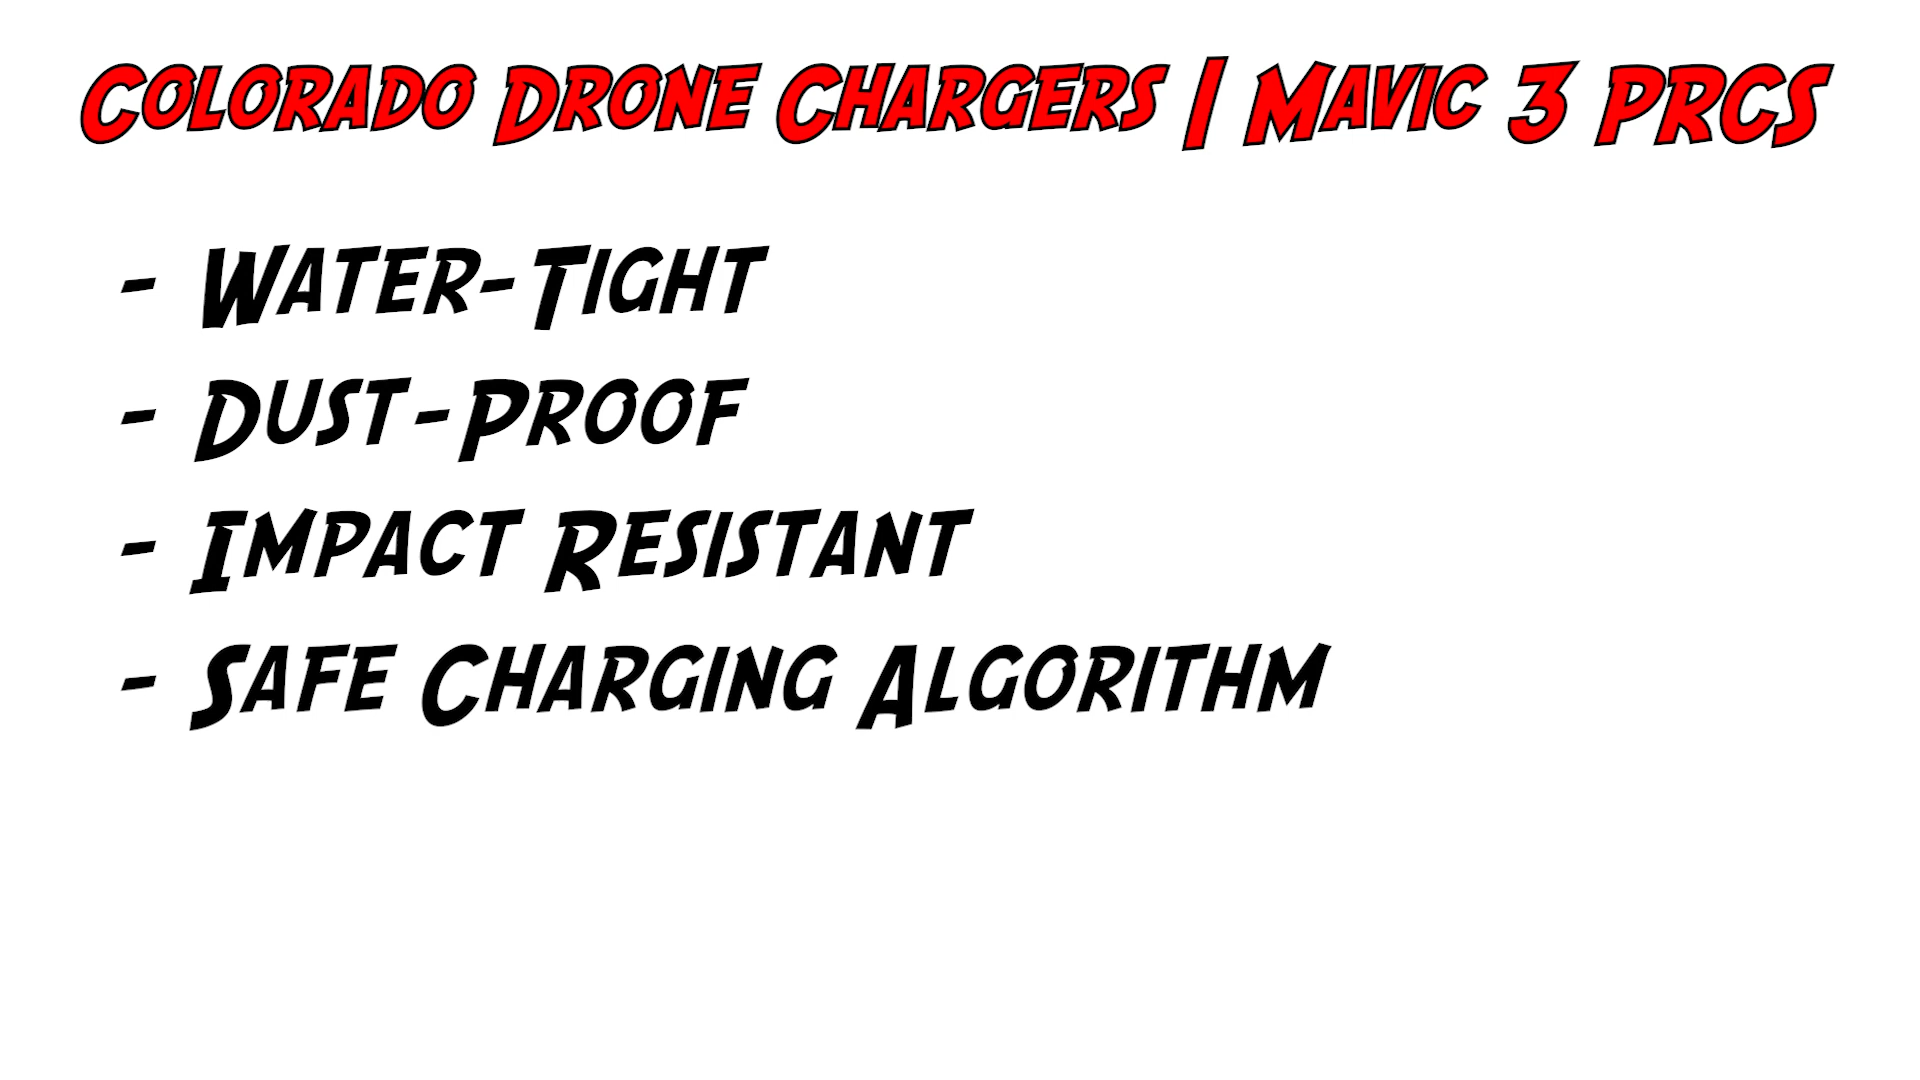 Colorado Drone Chargers | Mavic 3 PRCS
- Water-Tight
- Dust-Proof
- Impact Resistant
- Safe Charging Algorithm